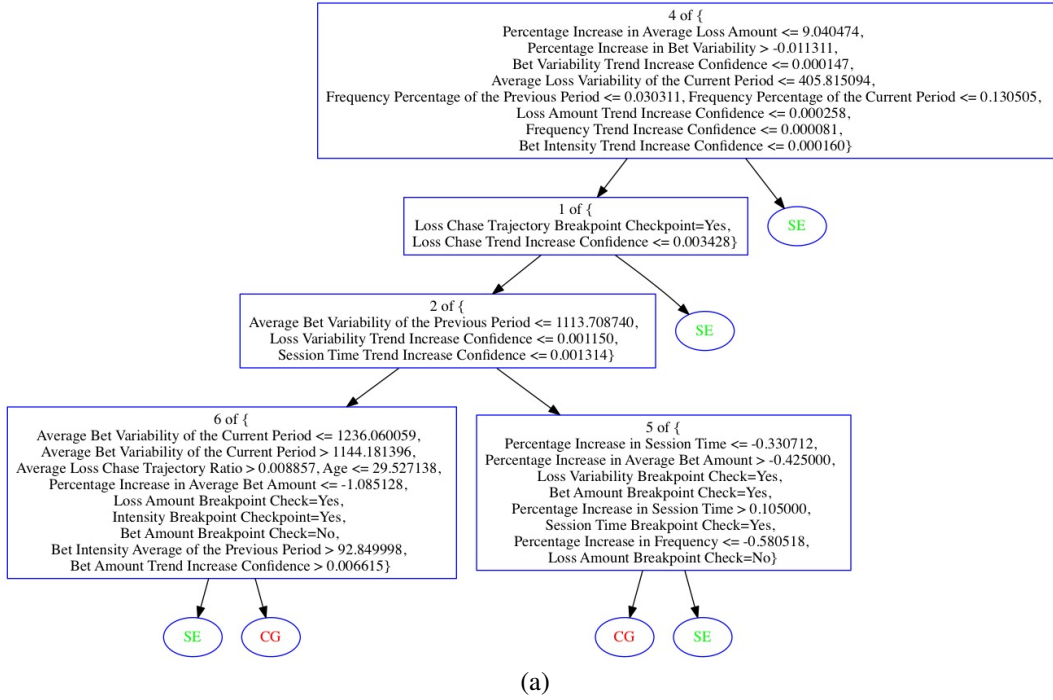 4 of {
Percentage Increase in Average Loss Amount <= 9.040474,
Percentage Increase in Bet Variability > -0.011311,
Bet Variability Trend Increase Confidence <= 0.000147,
Average Loss Variability of the Current Period <= 405.815094,
Frequency Percentage of the Previous Period <= 0.030311, Frequency Percentage of the Current Period <= 0.130505,
Loss Amount Trend Increase Confidence <= 0.000258,
Frequency Trend Increase Confidence <= 0.000081,
Bet Intensity Trend Increase Confidence <= 0.000160}
1 of {
Loss Chase Trajectory Breakpoint Checkpoint=Yes,
Loss Chase Trend Increase Confidence <= 0.003428}
SE
2 of {
Average Bet Variability of the Previous Period <= 1113.708740,
Loss Variability Trend Increase Confidence <= 0.001150,
Session Time Trend Increase Confidence <= 0.001314}
SE
6 of {
Average Bet Variability of the Current Period <= 1236.060059,
Average Bet Variability of the Current Period > 1144.181396,
Average Loss Chase Trajectory Ratio > 0.008857, Age <= 29.527138,
Percentage Increase in Average Bet Amount <= -1.085128,
Loss Amount Breakpoint Check=Yes,
Intensity Breakpoint Checkpoint=Yes,
Bet Amount Breakpoint Check=No,
Bet Intensity Average of the Previous Period > 92.849998,
Bet Amount Trend Increase Confidence > 0.006615}
5 of {
Percentage Increase in Session Time <= -0.330712,
Percentage Increase in Average Bet Amount > -0.425000,
Loss Variability Breakpoint Check=Yes,
Bet Amount Breakpoint Check=Yes,
Percentage Increase in Session Time > 0.105000,
Session Time Breakpoint Check=Yes,
Percentage Increase in Frequency <= -0.580518,
Loss Amount Breakpoint Check=No}
SE
CG
CG
SE
(a)